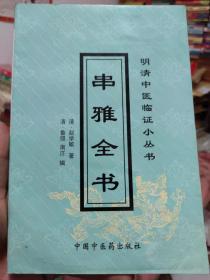 明清中医临证小丛书
串雅全书
清 赵学敏 著
清 鲁照 南厓 编
中国中医药出版社